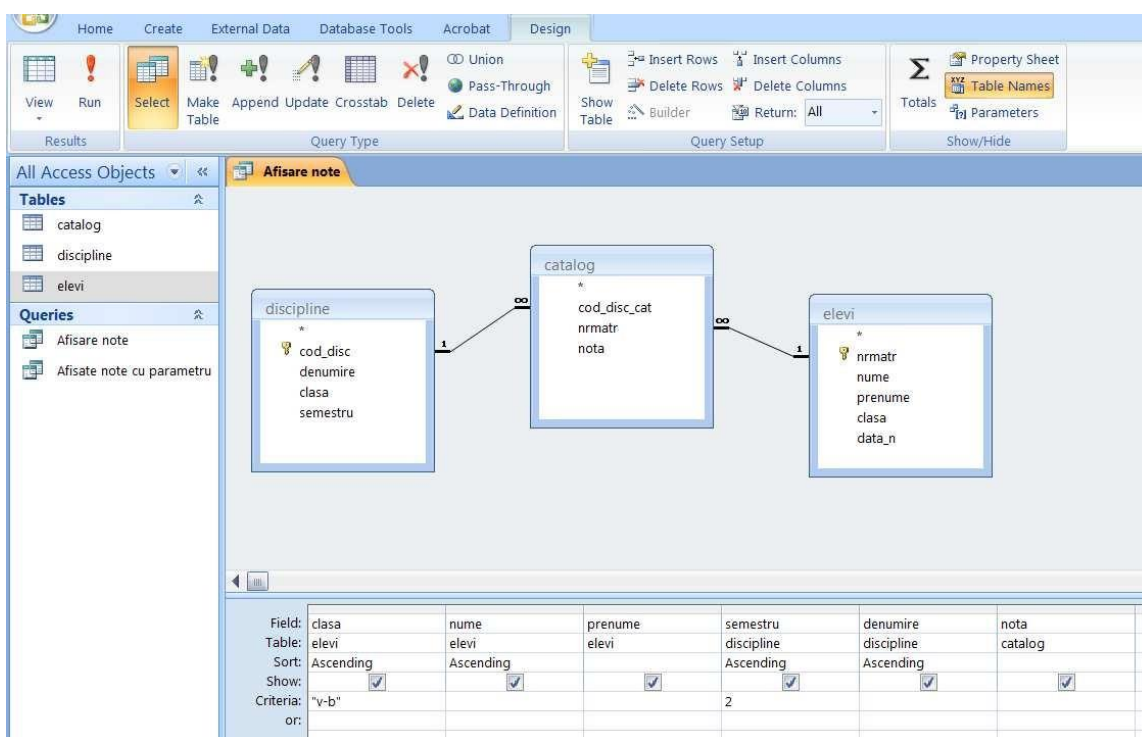 Home Create External Data Database Tools Acrobat Design
View Run Select Make Table Append Update Crosstab Delete Union Pass-Through Data Definition Show Table Insert Rows Delete Rows Builder Insert Columns Delete Columns Return: All Totals Property Sheet Table Names Parameters
Results Query Type Query Setup Show/Hide
All Access Objects
Afisare note
Tables
catalog
discipline
elevi
Queries
Afisare note
Afisate note cu parametru
discipline
*
cod_disc
denumire
clasa
semestru
1 ∞
catalog
*
cod_disc_cat
nrmatr
nota
∞ 1
elevi
*
nrmatr
nume
prenume
clasa
data_n
Field: clasa nume prenume semestru denumire nota
Table: elevi elevi elevi discipline discipline catalog
Sort: Ascending Ascending Ascending Ascending
Show:
Criteria: "v-b" 2
or: